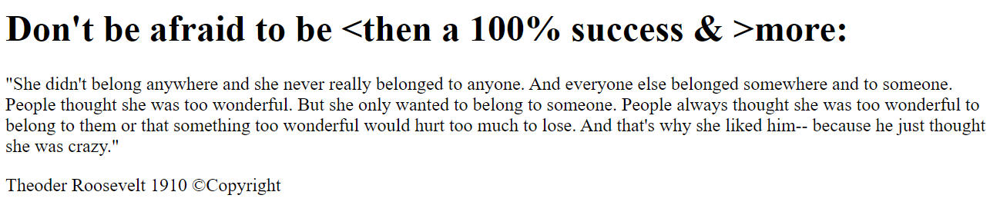 Don't be afraid to be <then a 100% success & >more:
"She didn't belong anywhere and she never really belonged to anyone. And everyone else belonged somewhere and to someone.
People thought she was too wonderful. But she only wanted to belong to someone. People always thought she was too wonderful to
belong to them or that something too wonderful would hurt too much to lose. And that's why she liked him-- because he just thought
she was crazy."
Theoder Roosevelt 1910 ©Copyright